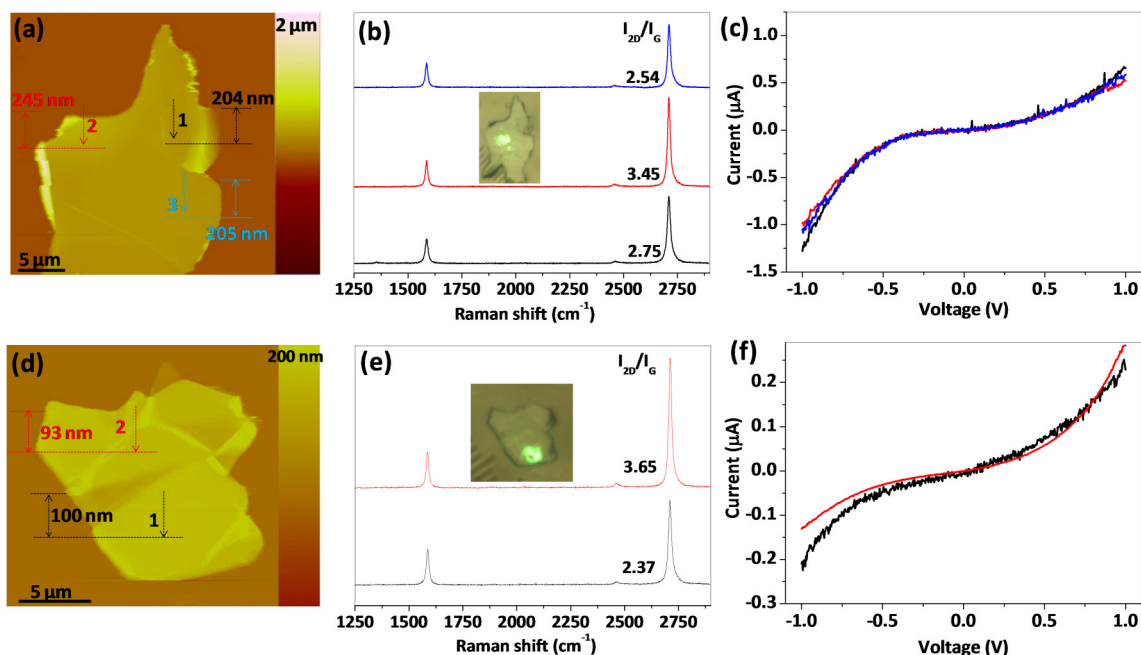 (a)
2 µm
245 nm
2
1
204 nm
3
205 nm
5 µm
(b)
I2D/IG
2.54
3.45
2.75
1250 1500 1750 2000 2250 2500 2750
Raman shift (cm⁻¹)
(c)
1.0
0.5
0.0
-0.5
-1.0
-1.5
Current (µA)
-1.0 -0.5 0.0 0.5 1.0
Voltage (V)
(d)
200 nm
93 nm
2
100 nm
1
5 µm
(e)
I2D/IG
3.65
2.37
1250 1500 1750 2000 2250 2500 2750
Raman shift (cm⁻¹)
(f)
0.2
0.1
0.0
-0.1
-0.2
-0.3
Current (µA)
-1.0 -0.5 0.0 0.5 1.0
Voltage (V)